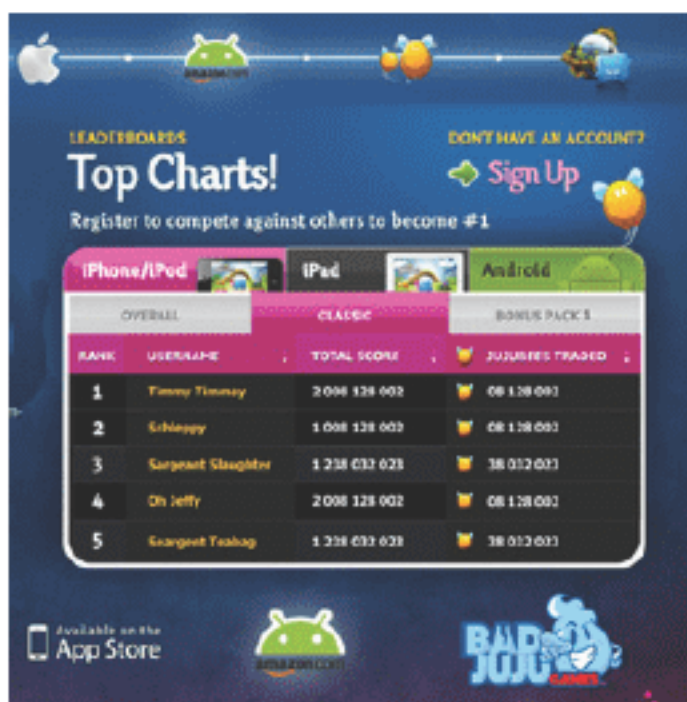 amazon.com
LEADERBOARDS
DON'T HAVE AN ACCOUNT?
Top Charts!
Sign Up
Register to compete against others to become #1
iPhone/iPod
iPad
Android
OVERALL
CLASSIC
BONUS PACK 1
RANK USERNAME TOTAL SCORE JUJUBEES TRADED
1 Timmy Timmay 2 008 128 002 08 128 002
2 Schleppy 1 008 128 002 08 128 002
3 Sargeant Slaughter 1 238 032 023 38 032 023
4 Oh Jeffy 2 008 128 002 08 128 002
5 Seargent Teabag 1 238 032 023 38 032 023
Available on the
App Store
amazon.com
BAD
JUJU
GAMES